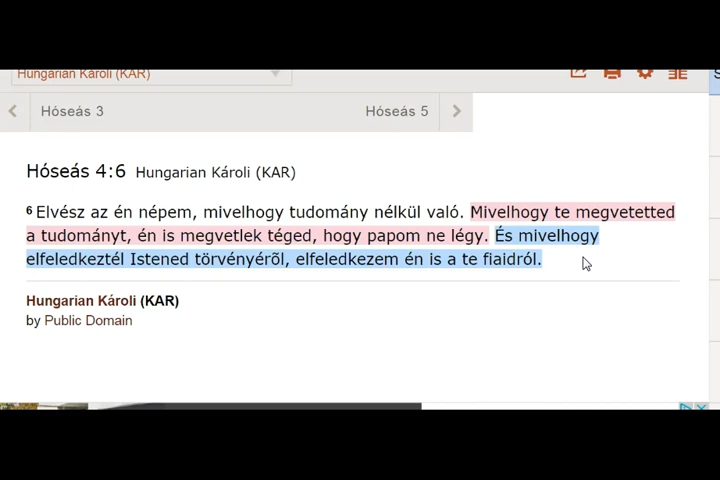 Hungarian Károli (KAR)
Hóseás 3
Hóseás 5
Hóseás 4:6 Hungarian Károli (KAR)
6 Elvész az én népem, mivelhogy tudomány nélkül való. Mivelhogy te megvetetted
a tudományt, én is megvetlek téged, hogy papom ne légy. És mivelhogy
elfeledkeztél Istened törvényérõl, elfeledkezem én is a te fiaidról.
Hungarian Károli (KAR)
by Public Domain